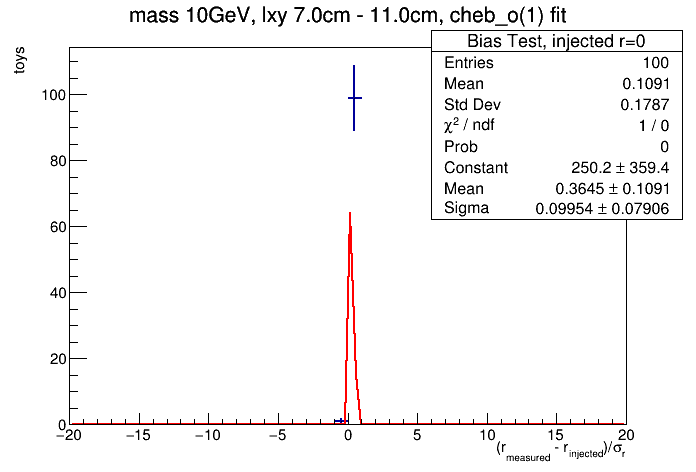 mass 10GeV, lxy 7.0cm - 11.0cm, cheb_o(1) fit
Bias Test, injected r=0
Entries 100
Mean 0.1091
Std Dev 0.1787
χ² / ndf 1 / 0
Prob 0
Constant 250.2 ± 359.4
Mean 0.3645 ± 0.1091
Sigma 0.09954 ± 0.07906
toys
100
80
60
40
20
0
−20 −15 −10 −5 0 5 10 15 20
(r_measured - r_injected)/σ_r